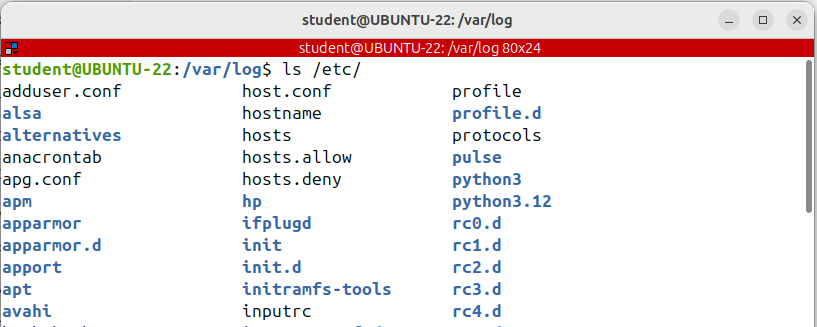 student@UBUNTU-22: /var/log
student@UBUNTU-22: /var/log 80x24
student@UBUNTU-22:/var/log$ ls /etc/
adduser.conf host.conf profile
alsa hostname profile.d
alternatives hosts protocols
anacrontab hosts.allow pulse
apg.conf hosts.deny python3
apm hp python3.12
apparmor ifplugd rc0.d
apparmor.d init rc1.d
apport init.d rc2.d
apt initramfs-tools rc3.d
avahi inputrc rc4.d